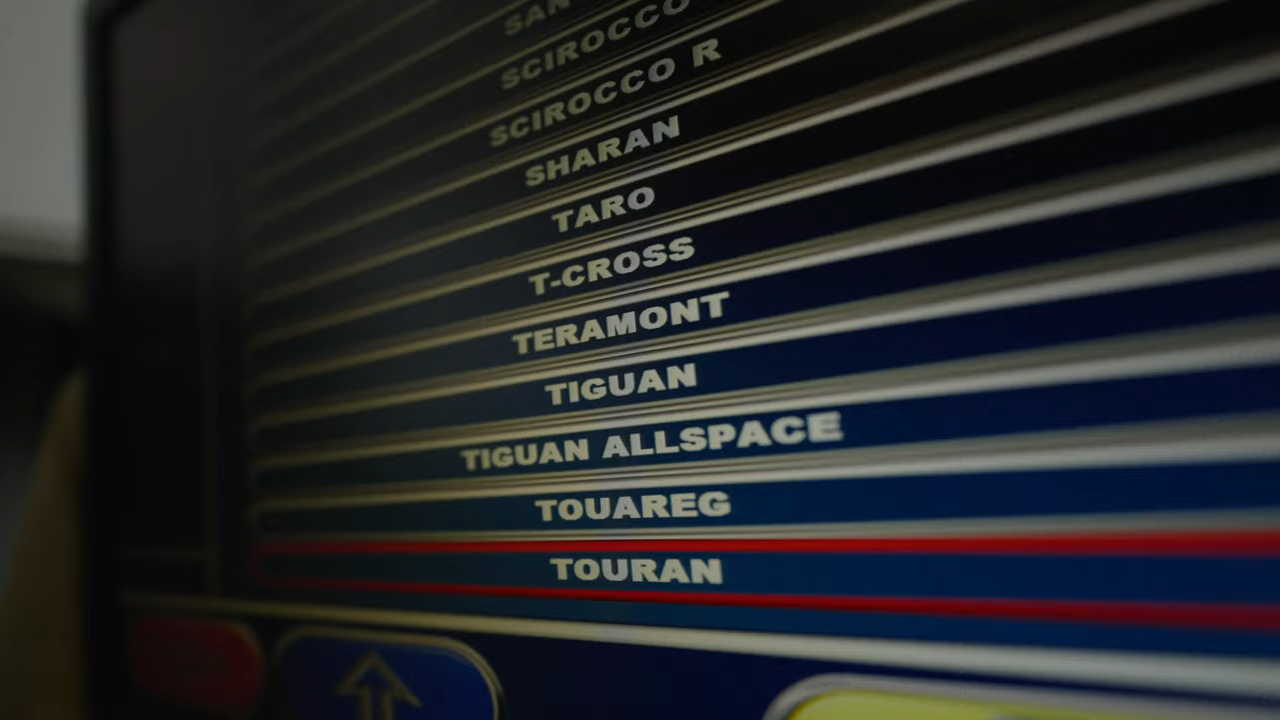 SCIROCCO
SCIROCCO R
SHARAN
TARO
T-CROSS
TERAMONT
TIGUAN
TIGUAN ALLSPACE
TOUAREG
TOURAN